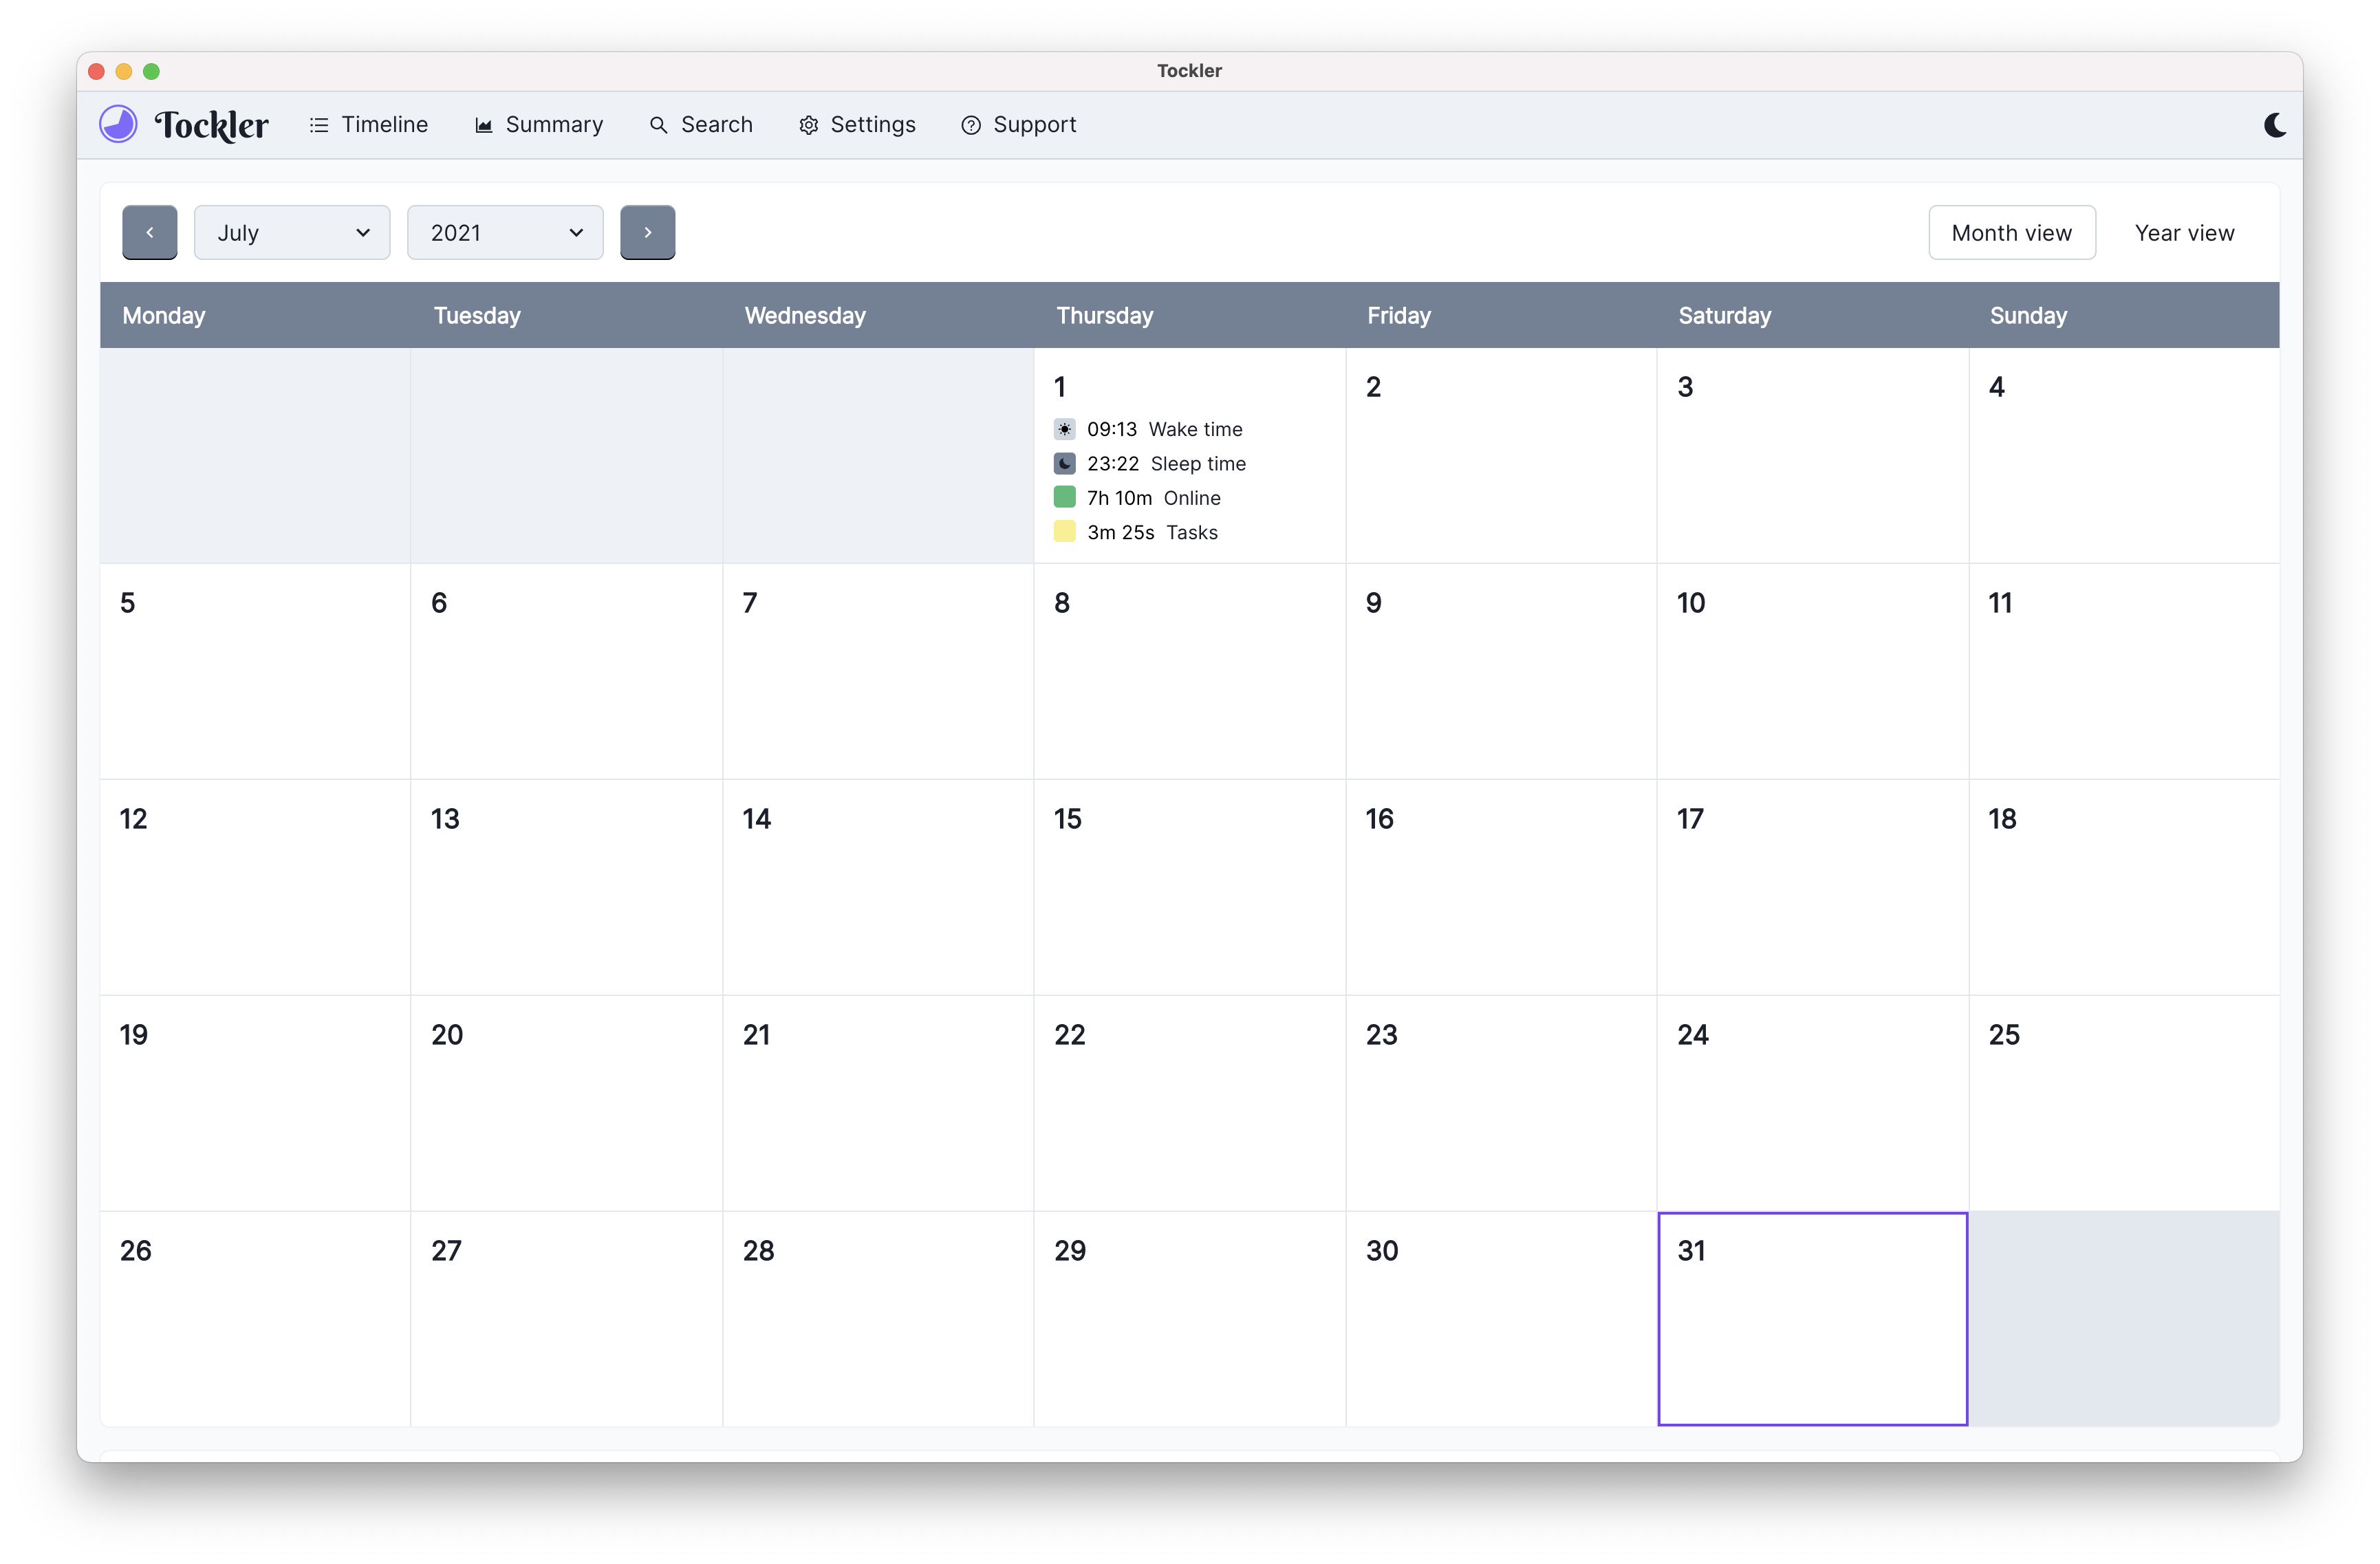 Tockler
Tockler Timeline Summary Search Settings Support
July 2021 Month view Year view
Monday Tuesday Wednesday Thursday Friday Saturday Sunday
1 2 3 4
09:13 Wake time
23:22 Sleep time
7h 10m Online
3m 25s Tasks
5 6 7 8 9 10 11
12 13 14 15 16 17 18
19 20 21 22 23 24 25
26 27 28 29 30 31